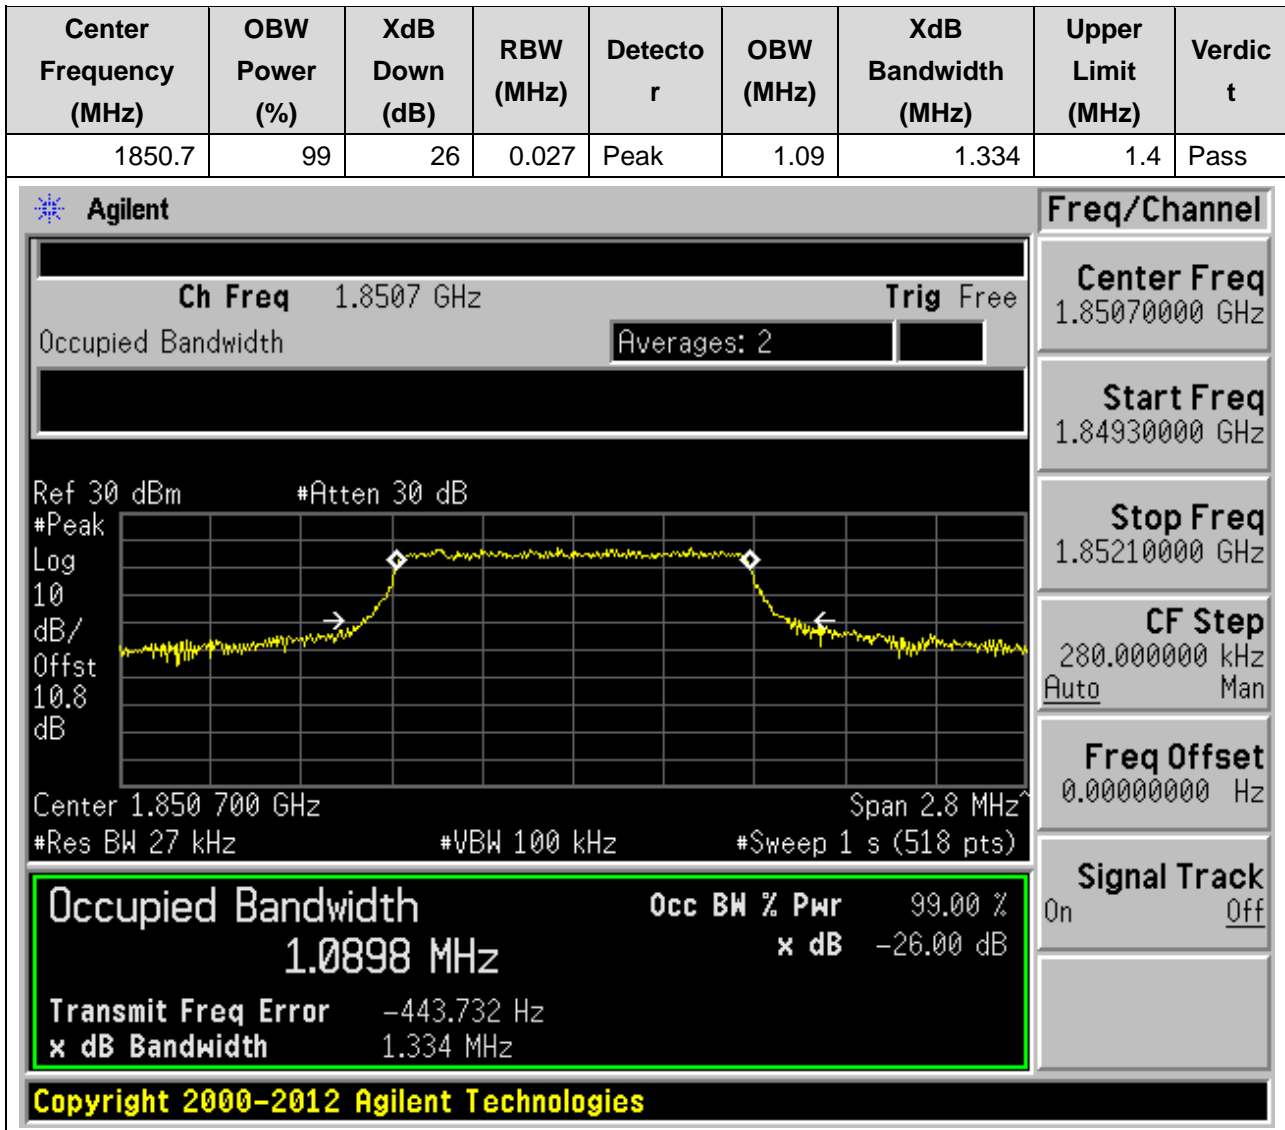 Center Frequency (MHz) OBW Power (%) XdB Down (dB) RBW (MHz) Detecto r OBW (MHz) XdB Bandwidth (MHz) Upper Limit (MHz) Verdic t
1850.7 99 26 0.027 Peak 1.09 1.334 1.4 Pass
Agilent
Freq/Channel
Ch Freq 1.8507 GHz Trig Free
Occupied Bandwidth Averages: 2
Ref 30 dBm #Atten 30 dB
#Peak
Log
10
dB/
Offst
10.8
dB
Center 1.850 700 GHz Span 2.8 MHz^
#Res BW 27 kHz #VBW 100 kHz #Sweep 1 s (518 pts)
Occupied Bandwidth
1.0898 MHz
Occ BW % Pwr 99.00 %
x dB -26.00 dB
Transmit Freq Error -443.732 Hz
x dB Bandwidth 1.334 MHz
Center Freq
1.85070000 GHz
Start Freq
1.84930000 GHz
Stop Freq
1.85210000 GHz
CF Step
280.000000 kHz
Auto Man
Freq Offset
0.00000000 Hz
Signal Track
On Off
Copyright 2000-2012 Agilent Technologies